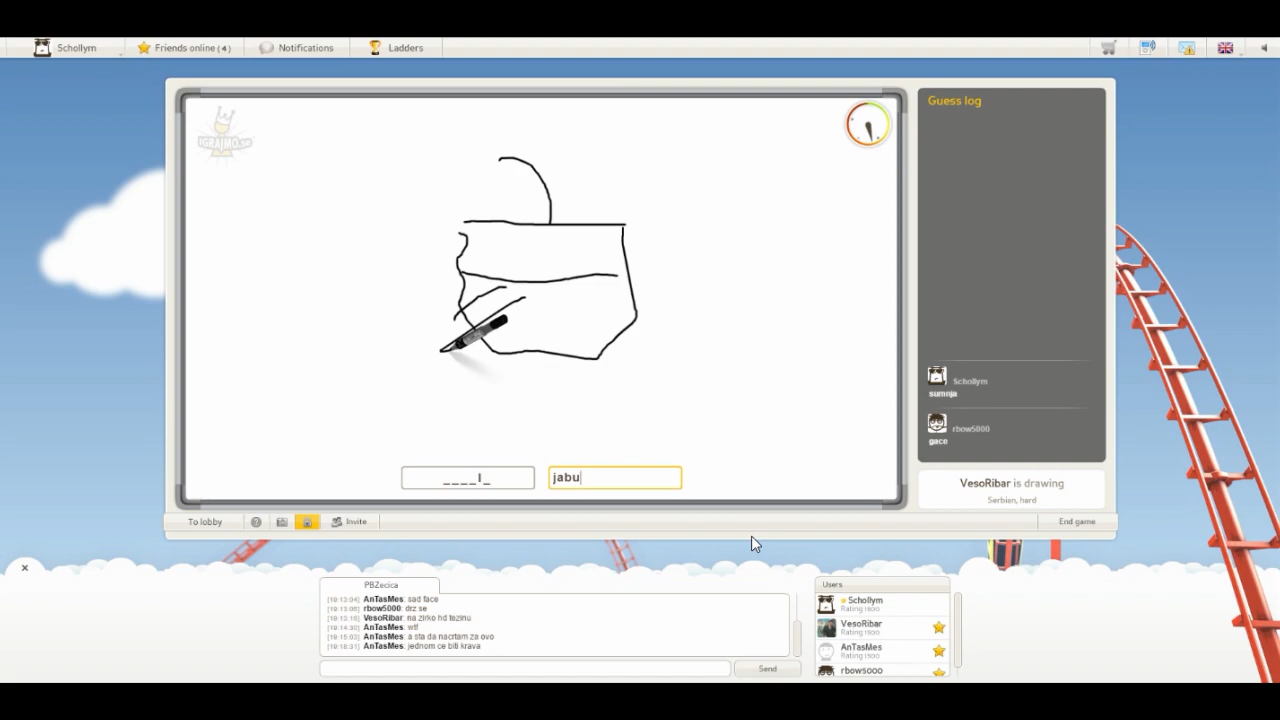 Schollym
Friends online (4)
Notifications
Ladders
IGRAJMO.se
Guess log
Schollym
sumnja
rbow5000
gace
VesoRibar is drawing
Serbian, hard
____l_
jabu
To lobby
Invite
End game
PBZecica
[19:13:04] AnTasMes: sad face
[19:13:06] rbow5000: drz se
[19:13:18] VesoRibar: na zirko hd tezinu
[19:14:30] AnTasMes: wtf
[19:15:03] AnTasMes: a sta da nacrtam za ovo
[19:18:31] AnTasMes: jednom ce biti krava
Send
Users
Schollym
Rating 1500
VesoRibar
Rating 1500
AnTasMes
Rating 1500
rbow5000